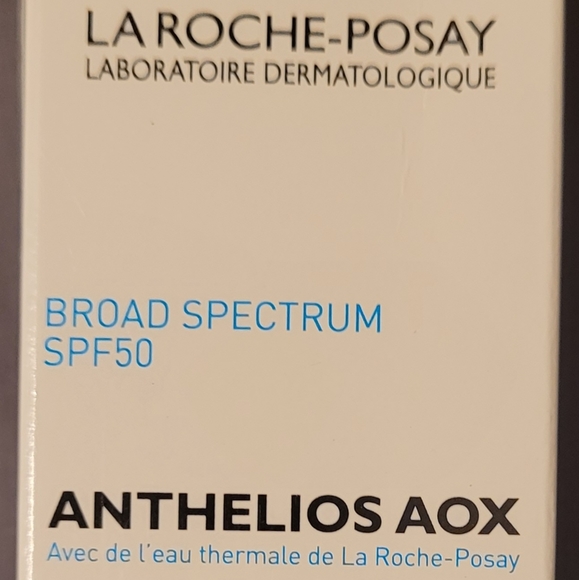 LA ROCHE-POSAY
LABORATOIRE DERMATOLOGIQUE
BROAD SPECTRUM
SPF50
ANTHELIOS AOX
Avec de l'eau thermale de La Roche-Posay